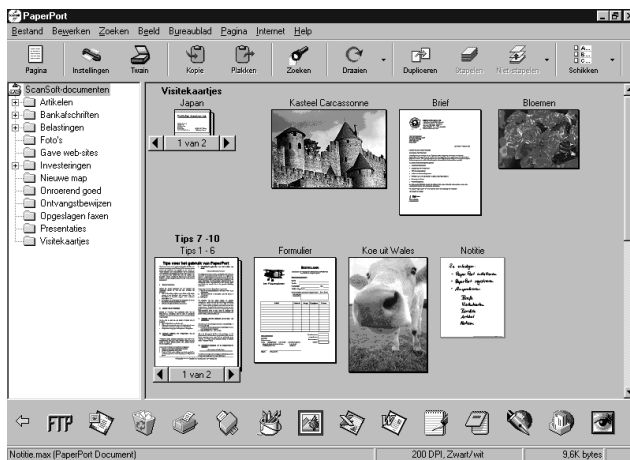 PaperPort
Bestand Bewerken Zoeken Beeld Bureaublad Pagina Internet Help
Pagina Instellingen Twain Kopie Plakken Zoeken Draaien Dupliceren Stapelen Niet-stapelen Schikken
ScanSoft-documenten
Artikelen
Bankafschriften
Belastingen
Foto's
Gave web-sites
Investeringen
Nieuwe map
Onroerend goed
Ontvangstbewijzen
Opgeslagen faxen
Presentaties
Visitekaartjes
Visitekaartjes
Japan Kasteel Carcassonne Brief Bloemen
1 van 2
Tips 7 -10
Tips 1 - 6 Formulier Koe uit Wales Notitie
Tips voor het gebruik van PaperPort
1 van 2
FTP
Notitie.max (PaperPort Document) 200 DPI, Zwart/wit 9,6K bytes